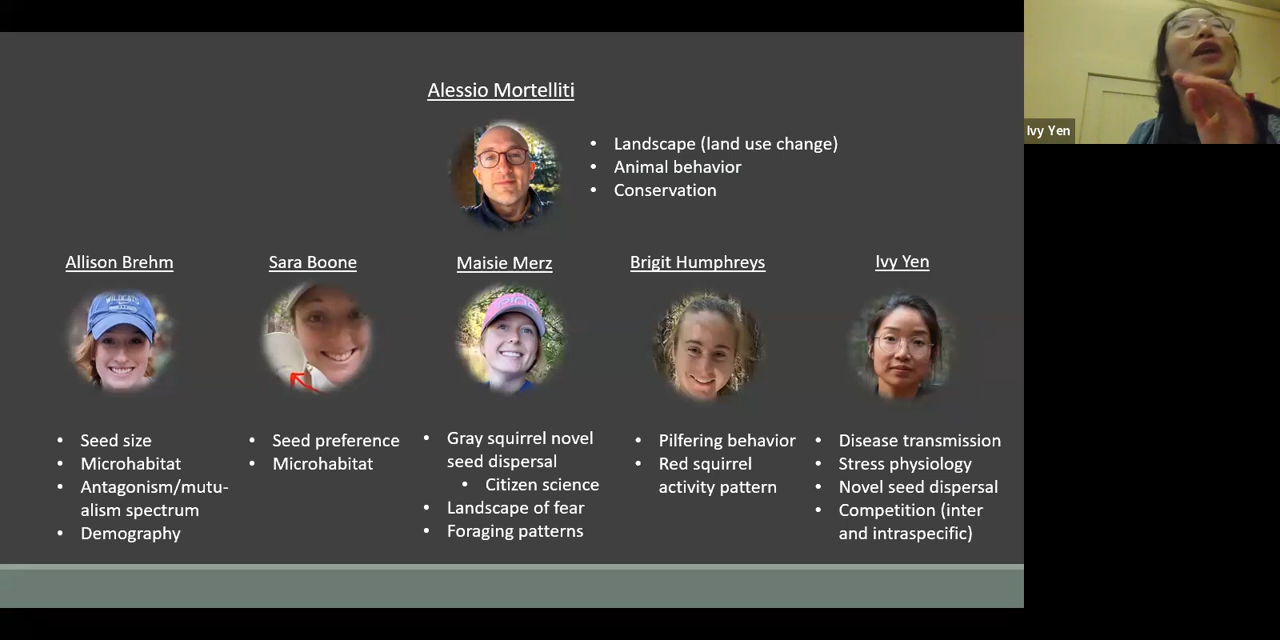 Alessio Mortelliti
• Landscape (land use change)
• Animal behavior
• Conservation
Ivy Yen
Allison Brehm
Sara Boone
Maisie Merz
Brigit Humphreys
Ivy Yen
• Seed size
• Microhabitat
• Antagonism/mutu-
alism spectrum
• Demography
• Seed preference
• Microhabitat
• Gray squirrel novel
seed dispersal
• Citizen science
• Landscape of fear
• Foraging patterns
• Pilfering behavior
• Red squirrel
activity pattern
• Disease transmission
• Stress physiology
• Novel seed dispersal
• Competition (inter
and intraspecific)